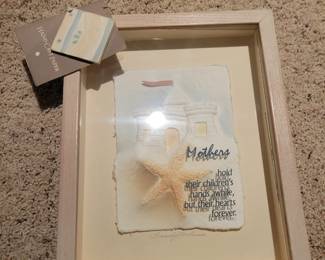 Mothers
hold
their children's
hands awhile,
but their hearts
forever.